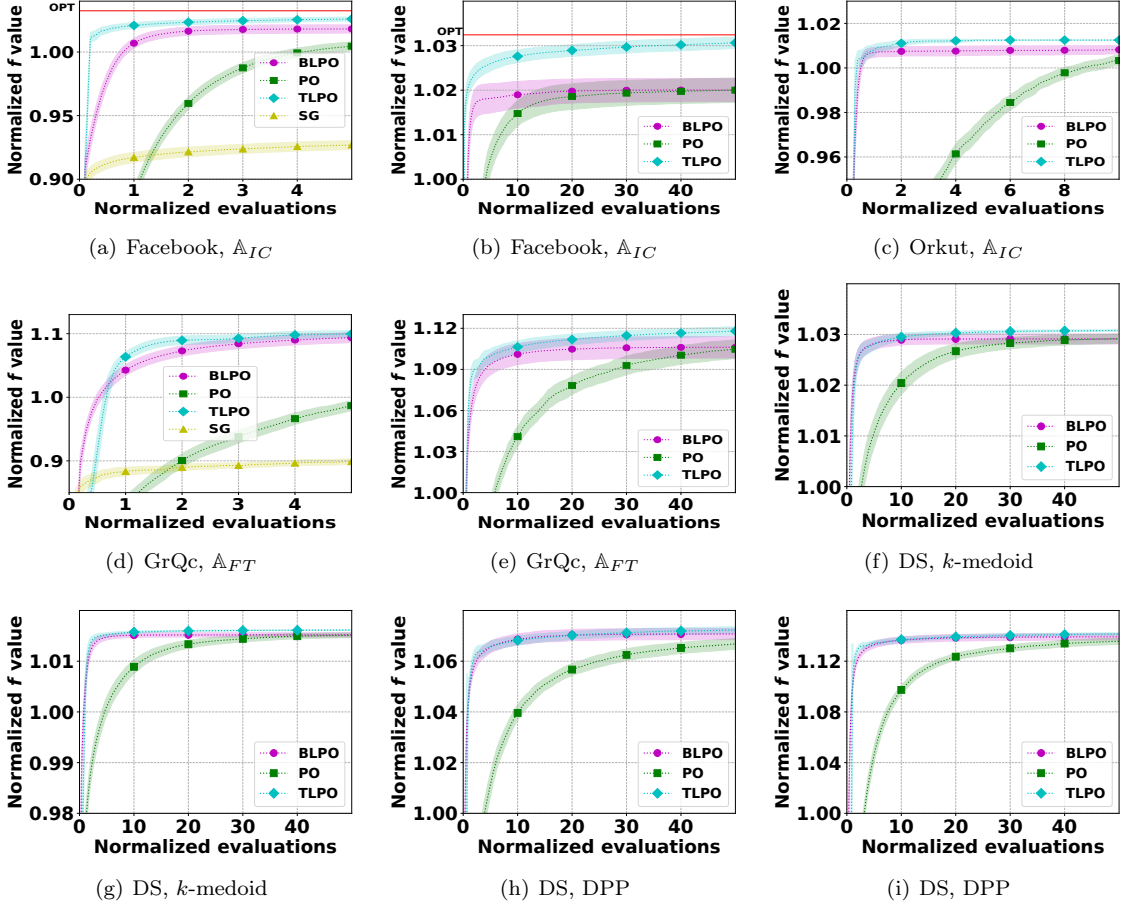 OPT
Normalized f value
1.00
0.95
0.90
BLPO
PO
TLPO
SG
0 1 2 3 4
Normalized evaluations
(a) Facebook, 𝔸IC
OPT
Normalized f value
1.03
1.02
1.01
1.00
BLPO
PO
TLPO
0 10 20 30 40
Normalized evaluations
(b) Facebook, 𝔸IC
Normalized f value
1.02
1.00
0.98
0.96
BLPO
PO
TLPO
0 2 4 6 8
Normalized evaluations
(c) Orkut, 𝔸IC
Normalized f value
1.1
1.0
0.9
BLPO
PO
TLPO
SG
0 1 2 3 4
Normalized evaluations
(d) GrQc, 𝔸FT
Normalized f value
1.12
1.09
1.06
1.03
1.00
BLPO
PO
TLPO
0 10 20 30 40
Normalized evaluations
(e) GrQc, 𝔸FT
Normalized f value
1.03
1.02
1.01
1.00
BLPO
PO
TLPO
0 10 20 30 40
Normalized evaluations
(f) DS, k-medoid
Normalized f value
1.01
1.00
0.99
0.98
BLPO
PO
TLPO
0 10 20 30 40
Normalized evaluations
(g) DS, k-medoid
Normalized f value
1.06
1.04
1.02
1.00
BLPO
PO
TLPO
0 10 20 30 40
Normalized evaluations
(h) DS, DPP
Normalized f value
1.12
1.08
1.04
1.00
BLPO
PO
TLPO
0 10 20 30 40
Normalized evaluations
(i) DS, DPP